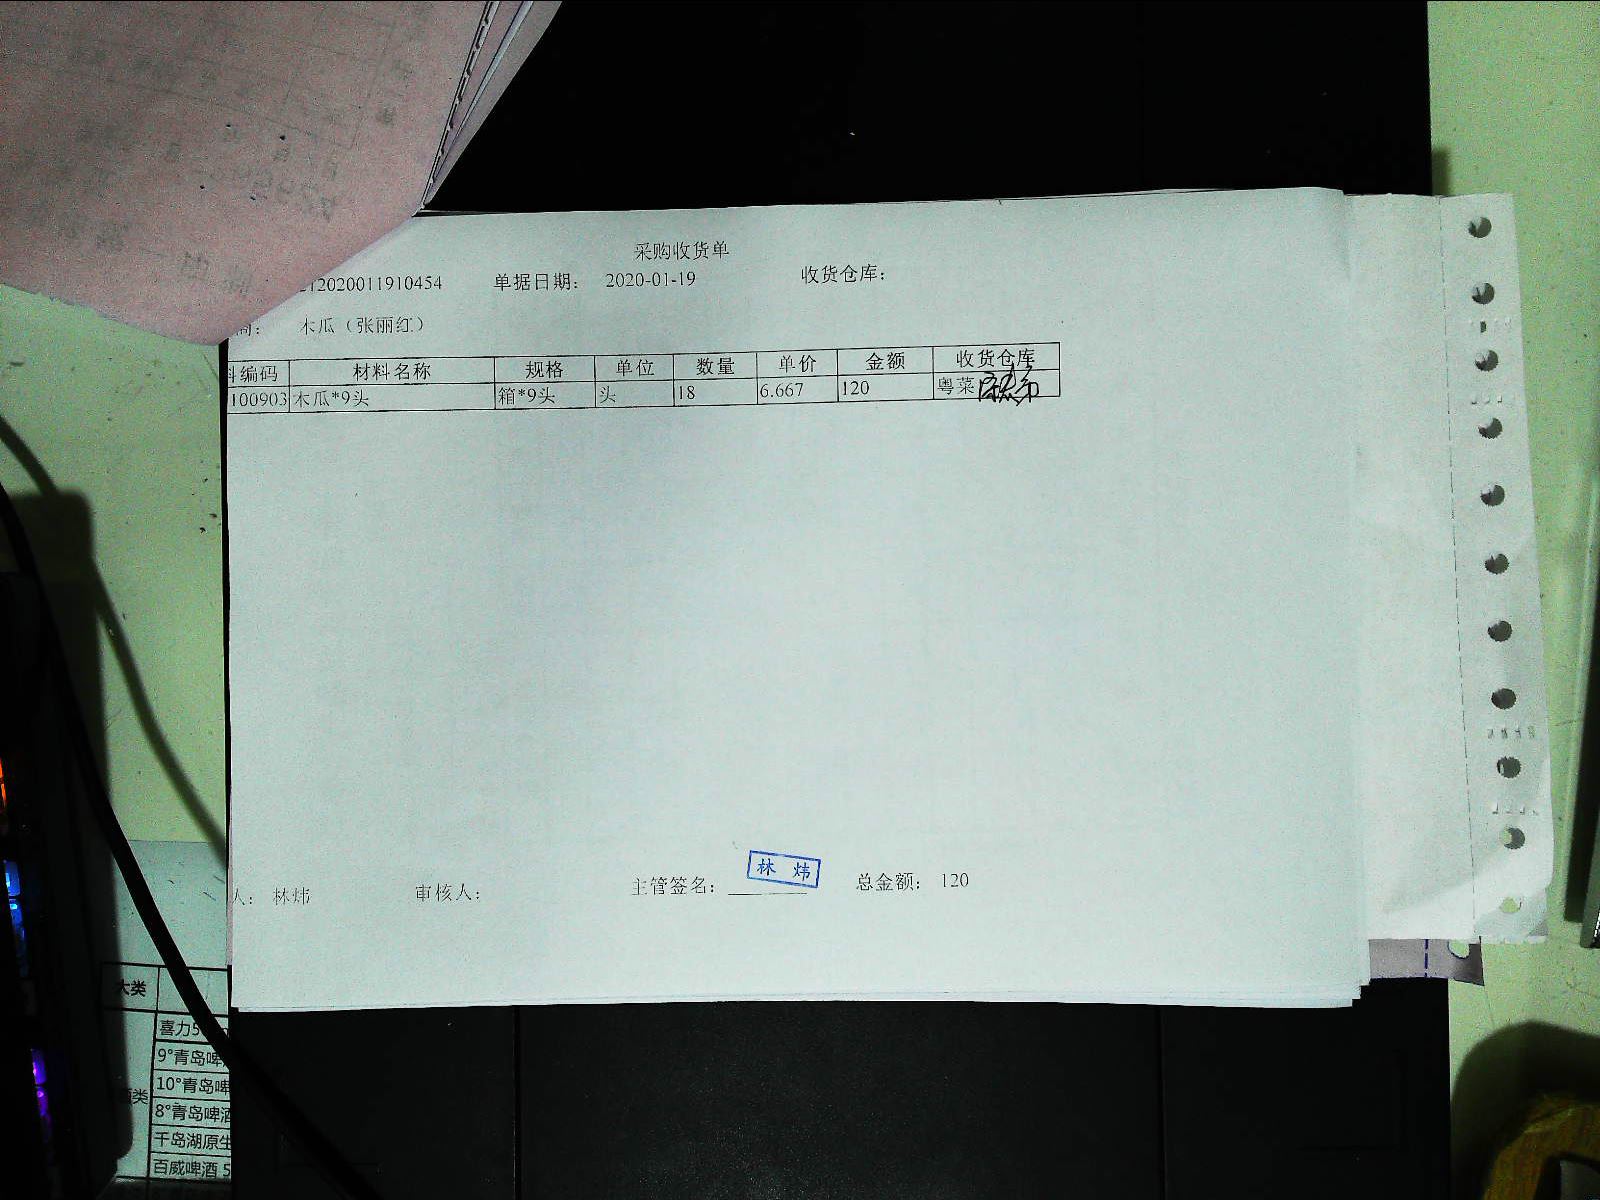 采购收货单
2020011910454 单据日期： 2020-01-19 收货仓库：
商： 木瓜（张丽红）
料编码 材料名称 规格 单位 数量 单价 金额 收货仓库
100903 木瓜*9头 箱*9头 头 18 6.667 120 粤菜
人： 林炜 审核人： 主管签名： 林炜 总金额： 120
大类
喜力5
9°青岛啤
10°青岛啤
酒类
8°青岛啤酒
千岛湖原生
百威啤酒 5